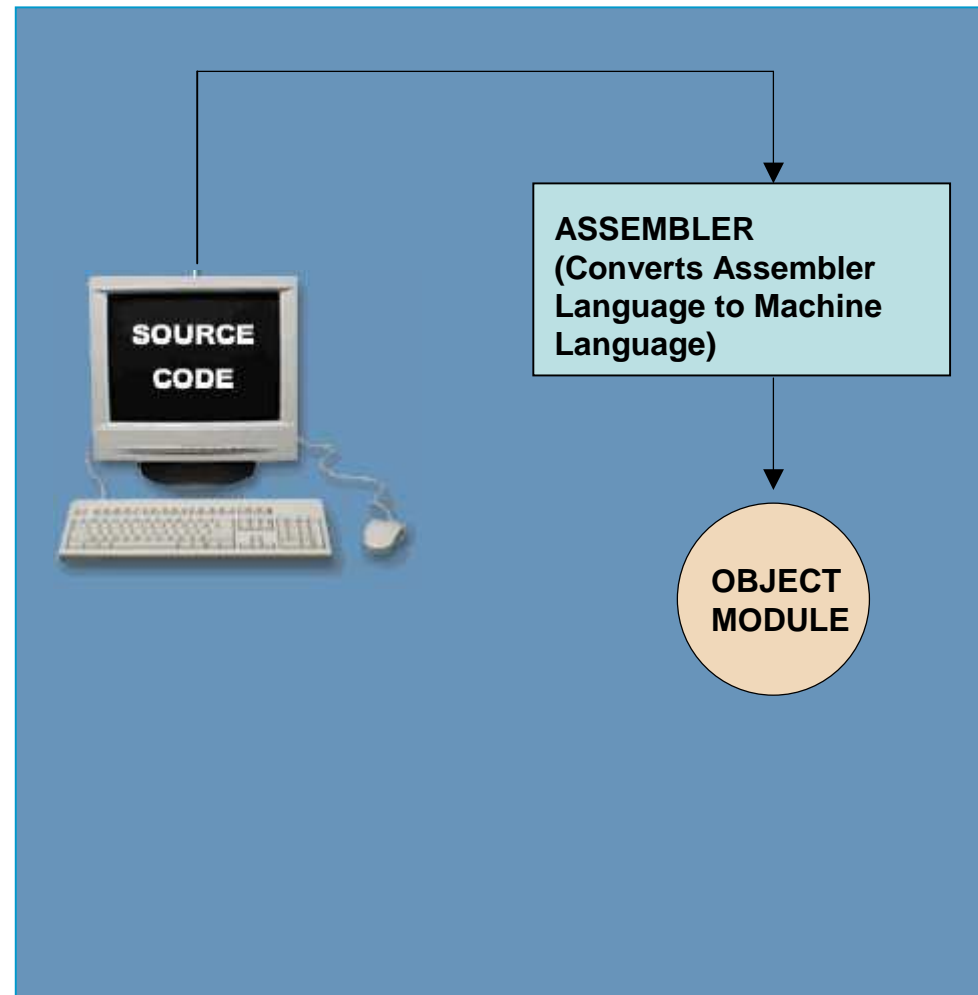 SOURCE
CODE
ASSEMBLER
(Converts Assembler
Language to Machine
Language)
OBJECT
MODULE